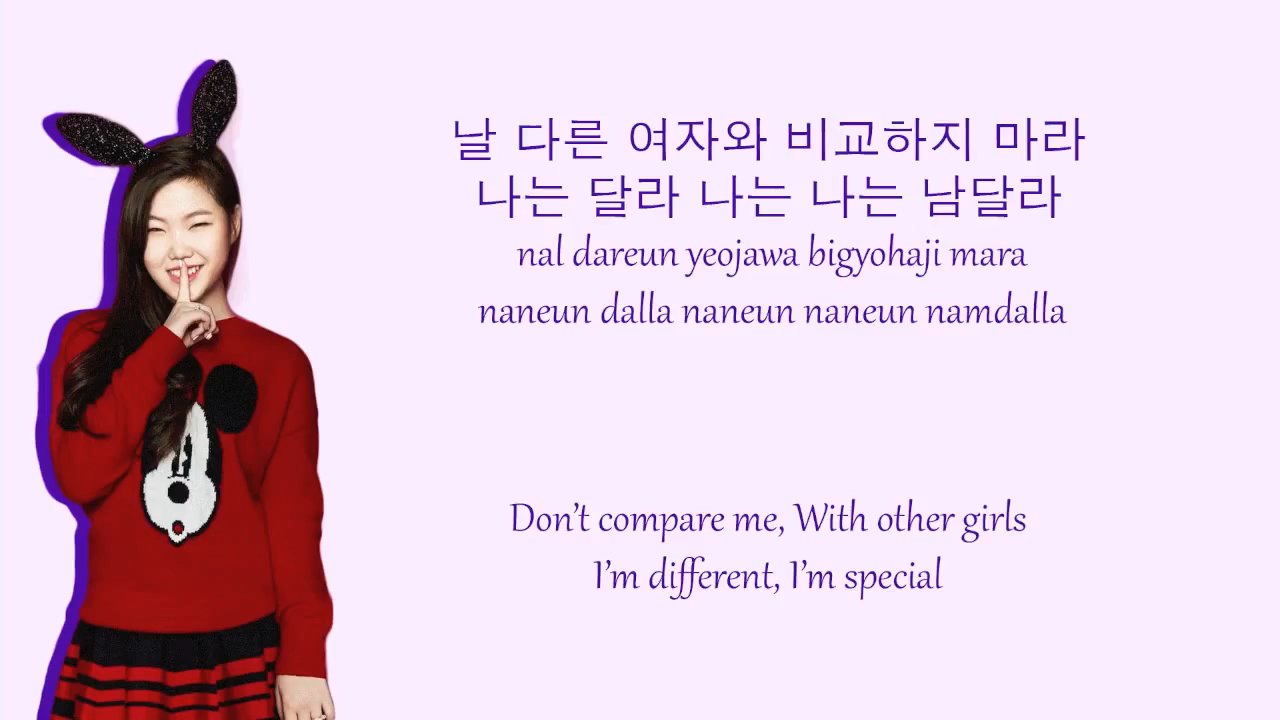 날 다른 여자와 비교하지 마라
나는 달라 나는 나는 남달라
nal dareun yeojawa bigyohaji mara
naneun dalla naneun naneun namdalla
Don't compare me, With other girls
I'm different, I'm special